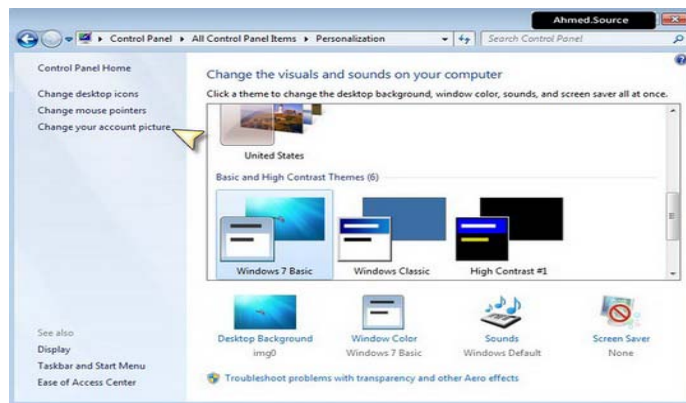 Ahmed.Source
Control Panel ▸ All Control Panel Items ▸ Personalization
Search Control Panel
Control Panel Home
Change desktop icons
Change mouse pointers
Change your account picture
Change the visuals and sounds on your computer
Click a theme to change the desktop background, window color, sounds, and screen saver all at once.
United States
Basic and High Contrast Themes (6)
Windows 7 Basic
Windows Classic
High Contrast #1
Desktop Background
img0
Window Color
Windows 7 Basic
Sounds
Windows Default
Screen Saver
None
See also
Display
Taskbar and Start Menu
Ease of Access Center
Troubleshoot problems with transparency and other Aero effects